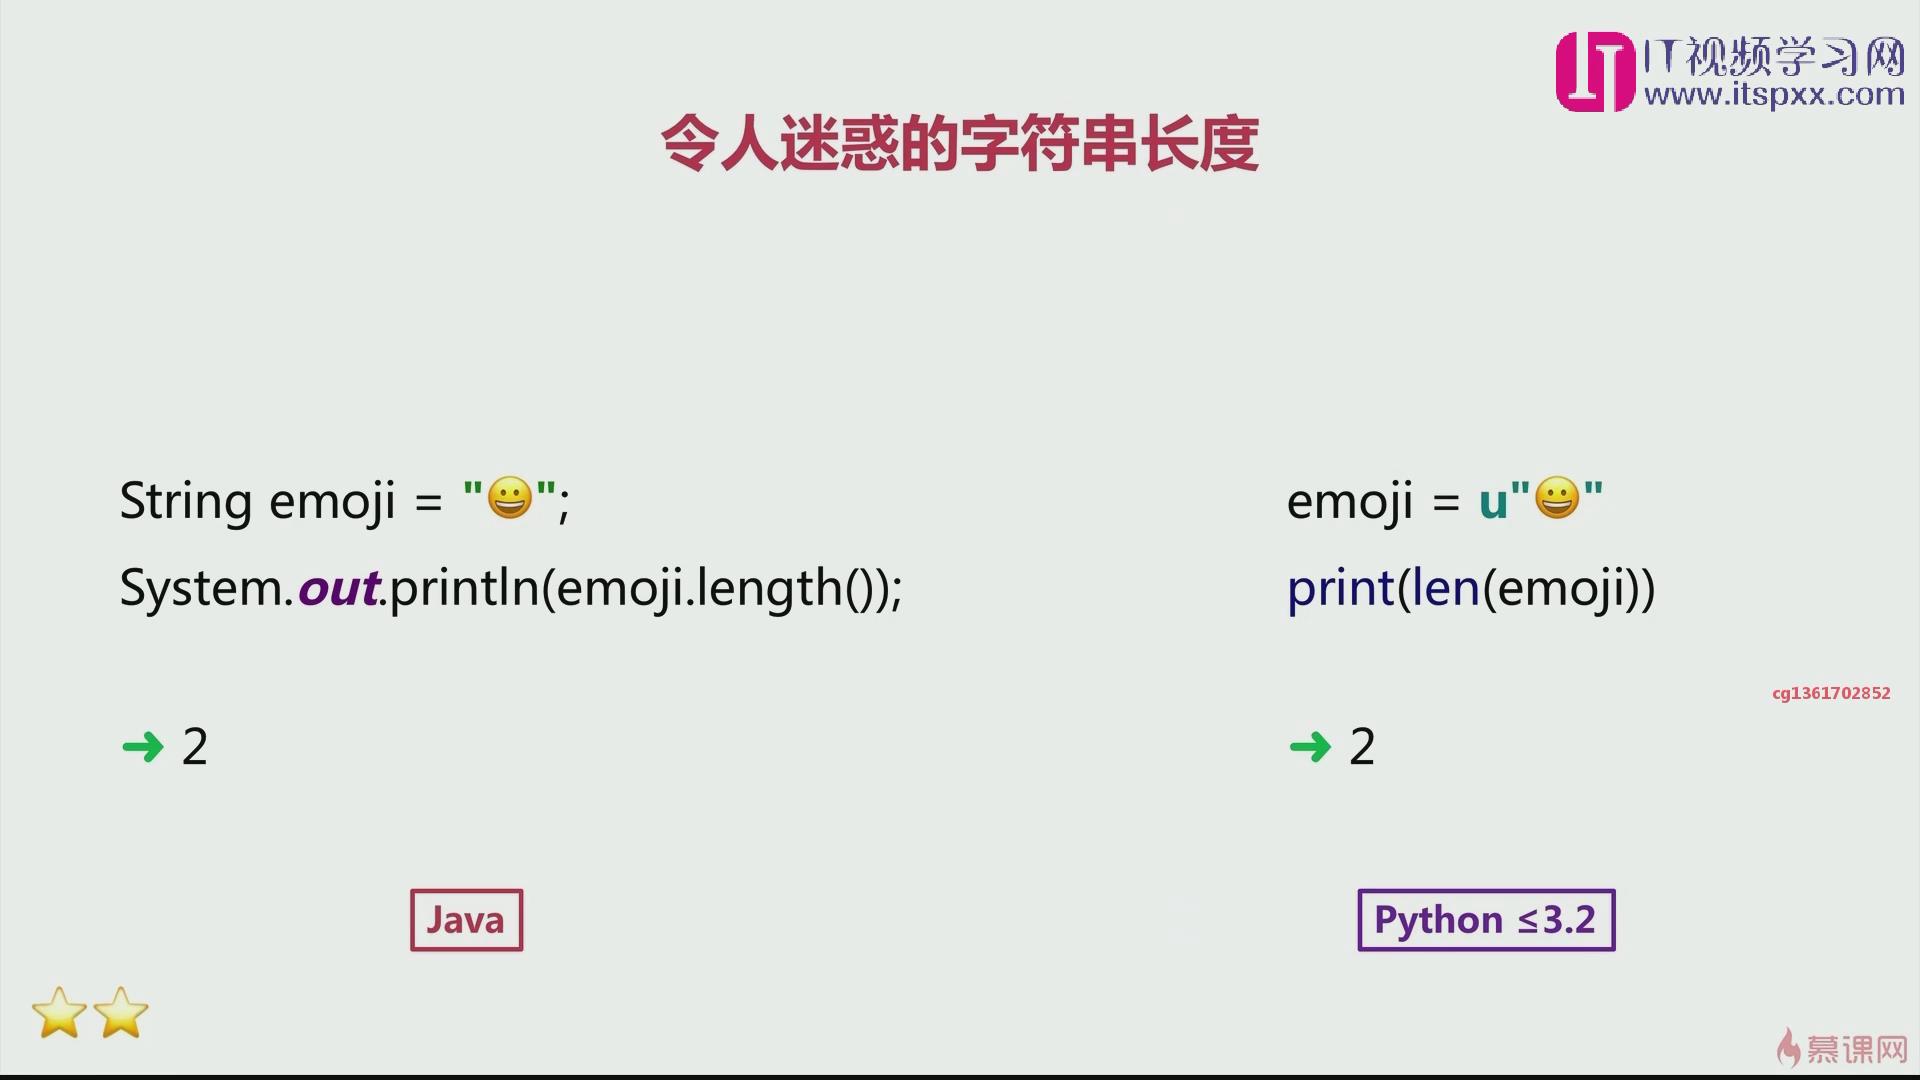 IT视频学习网
www.itspxx.com
令人迷惑的字符串长度
String emoji = "😀";
System.out.println(emoji.length());
➜ 2
Java
emoji = u"😀"
print(len(emoji))
➜ 2
Python ≤3.2
cg1361702852
慕课网